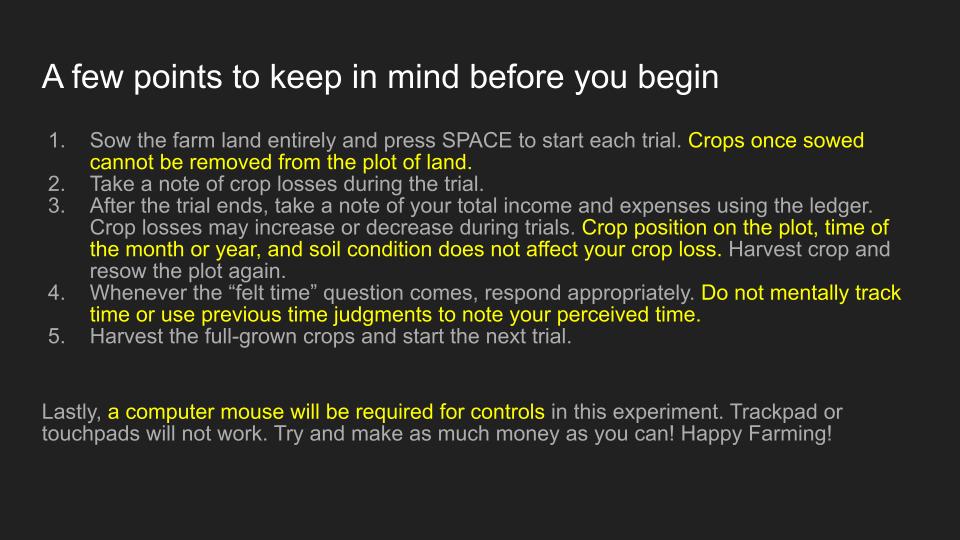 A few points to keep in mind before you begin
1. Sow the farm land entirely and press SPACE to start each trial. Crops once sowed
cannot be removed from the plot of land.
2. Take a note of crop losses during the trial.
3. After the trial ends, take a note of your total income and expenses using the ledger.
Crop losses may increase or decrease during trials. Crop position on the plot, time of
the month or year, and soil condition does not affect your crop loss. Harvest crop and
resow the plot again.
4. Whenever the “felt time” question comes, respond appropriately. Do not mentally track
time or use previous time judgments to note your perceived time.
5. Harvest the full-grown crops and start the next trial.
Lastly, a computer mouse will be required for controls in this experiment. Trackpad or
touchpads will not work. Try and make as much money as you can! Happy Farming!